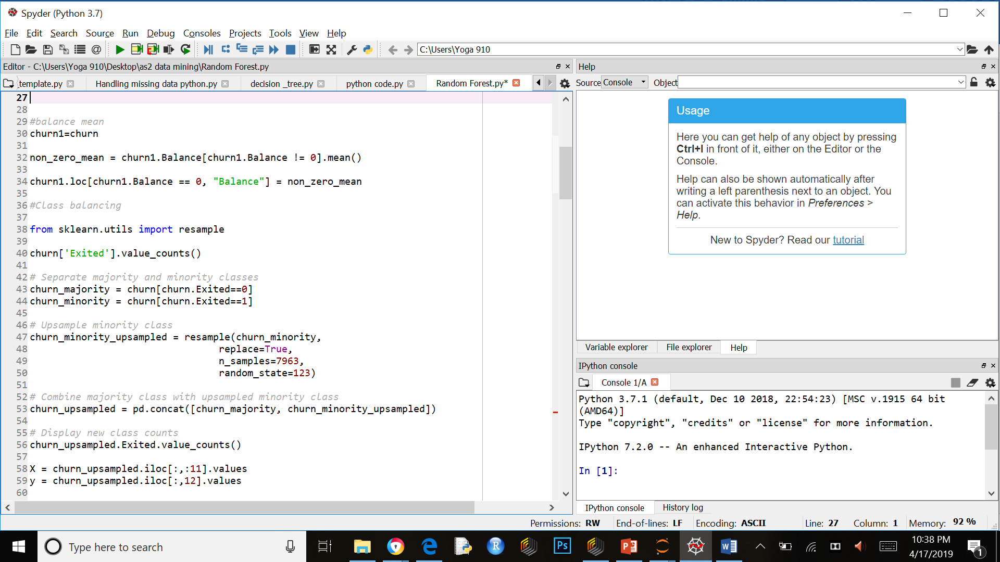 Spyder (Python 3.7)
File Edit Search Source Run Debug Consoles Projects Tools View Help
C:\Users\Yoga 910
Editor - C:\Users\Yoga 910\Desktop\as2 data mining\Random Forest.py
template.py Handling missing data python.py decision _tree.py python code.py Random Forest.py*
27
28
29 #balance mean
30 churn1=churn
31
32 non_zero_mean = churn1.Balance[churn1.Balance != 0].mean()
33
34 churn1.loc[churn1.Balance == 0, "Balance"] = non_zero_mean
35
36 #Class balancing
37
38 from sklearn.utils import resample
39
40 churn['Exited'].value_counts()
41
42 # Separate majority and minority classes
43 churn_majority = churn[churn.Exited==0]
44 churn_minority = churn[churn.Exited==1]
45
46 # Upsample minority class
47 churn_minority_upsampled = resample(churn_minority,
48 replace=True,
49 n_samples=7963,
50 random_state=123)
51
52 # Combine majority class with upsampled minority class
53 churn_upsampled = pd.concat([churn_majority, churn_minority_upsampled])
54
55 # Display new class counts
56 churn_upsampled.Exited.value_counts()
57
58 X = churn_upsampled.iloc[:,:11].values
59 y = churn_upsampled.iloc[:,12].values
60
Help
Source Console Object
Usage
Here you can get help of any object by pressing
Ctrl+I in front of it, either on the Editor or the
Console.
Help can also be shown automatically after
writing a left parenthesis next to an object. You
can activate this behavior in Preferences >
Help.
New to Spyder? Read our tutorial
Variable explorer File explorer Help
IPython console
Console 1/A
Python 3.7.1 (default, Dec 10 2018, 22:54:23) [MSC v.1915 64 bit
(AMD64)]
Type "copyright", "credits" or "license" for more information.

IPython 7.2.0 -- An enhanced Interactive Python.

In [1]:
IPython console History log
Permissions: RW End-of-lines: LF Encoding: ASCII Line: 27 Column: 1 Memory: 92 %
Type here to search
R
Ps
P
W
10:38 PM
4/17/2019
1